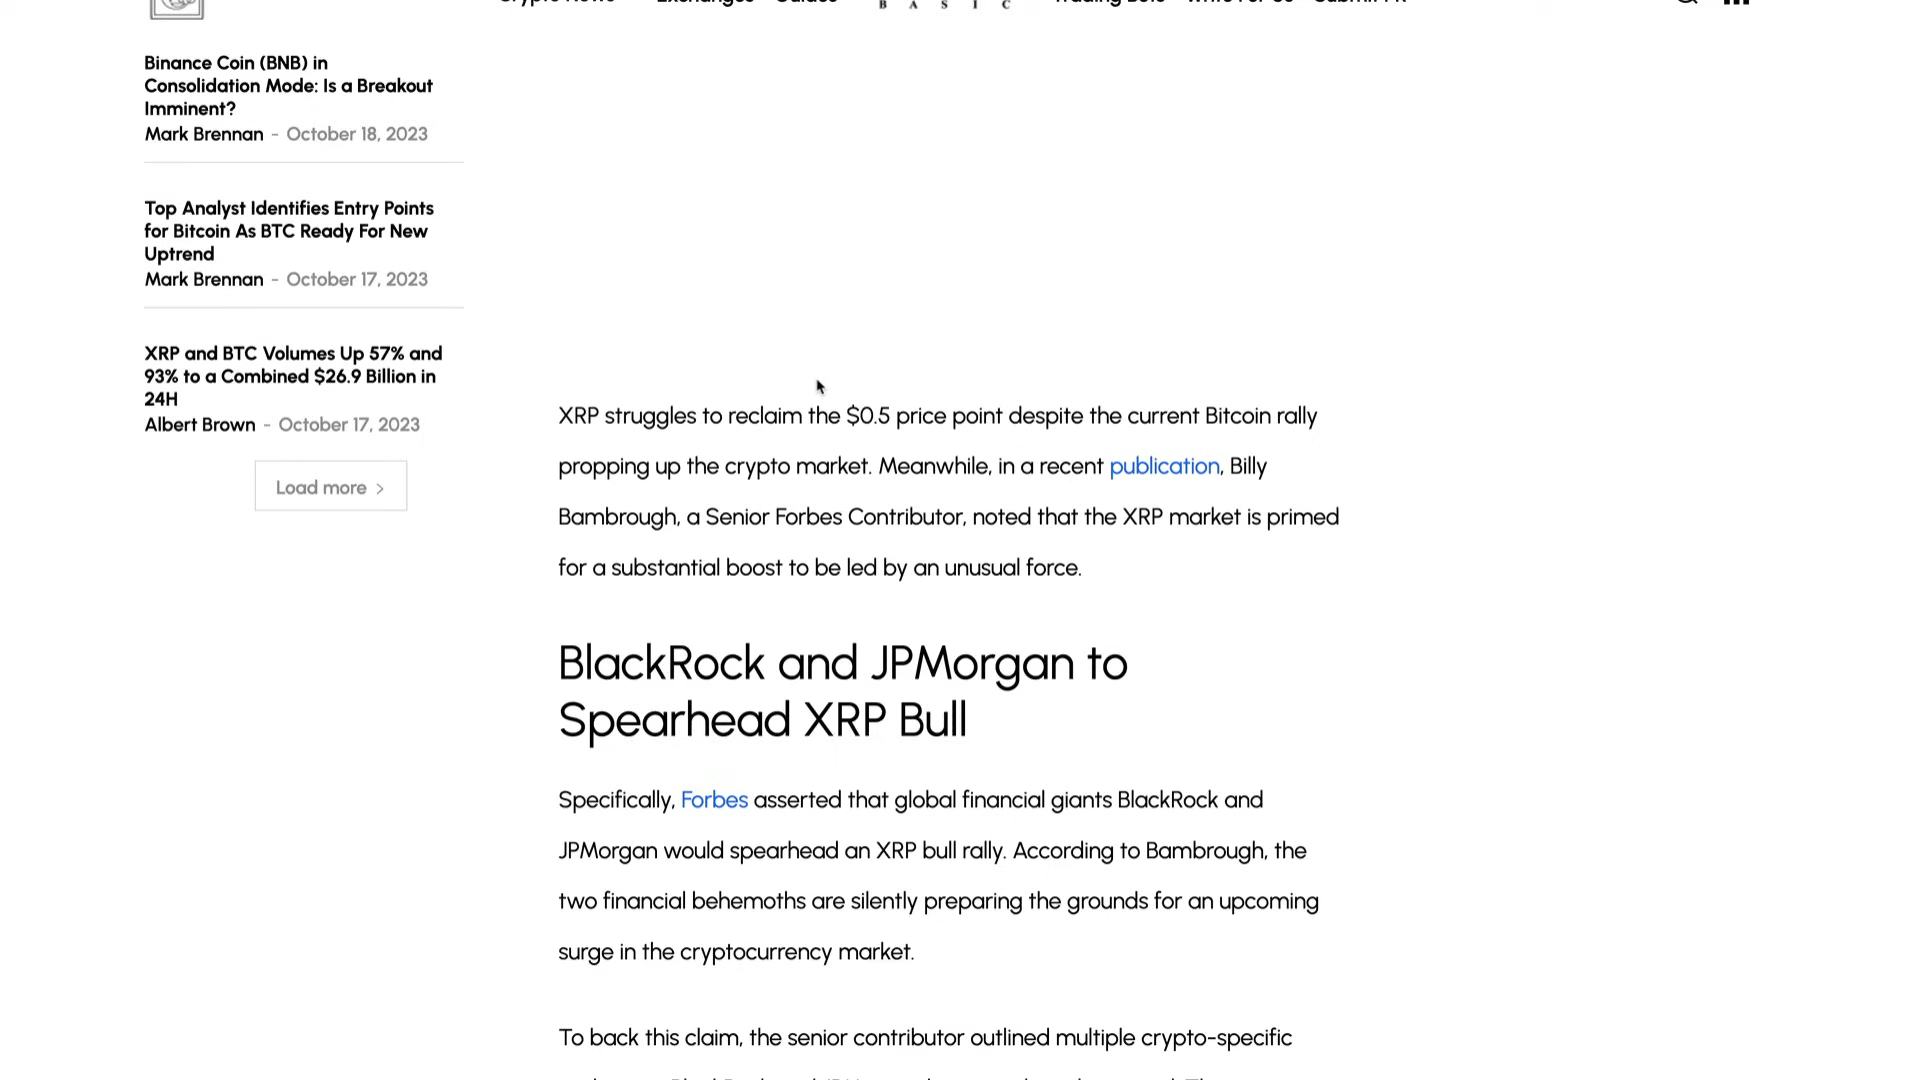 B A S I C
Binance Coin (BNB) in
Consolidation Mode: Is a Breakout
Imminent?
Mark Brennan - October 18, 2023
Top Analyst Identifies Entry Points
for Bitcoin As BTC Ready For New
Uptrend
Mark Brennan - October 17, 2023
XRP and BTC Volumes Up 57% and
93% to a Combined $26.9 Billion in
24H
Albert Brown - October 17, 2023
Load more >
XRP struggles to reclaim the $0.5 price point despite the current Bitcoin rally
propping up the crypto market. Meanwhile, in a recent publication, Billy
Bambrough, a Senior Forbes Contributor, noted that the XRP market is primed
for a substantial boost to be led by an unusual force.
BlackRock and JPMorgan to
Spearhead XRP Bull
Specifically, Forbes asserted that global financial giants BlackRock and
JPMorgan would spearhead an XRP bull rally. According to Bambrough, the
two financial behemoths are silently preparing the grounds for an upcoming
surge in the cryptocurrency market.
To back this claim, the senior contributor outlined multiple crypto-specific